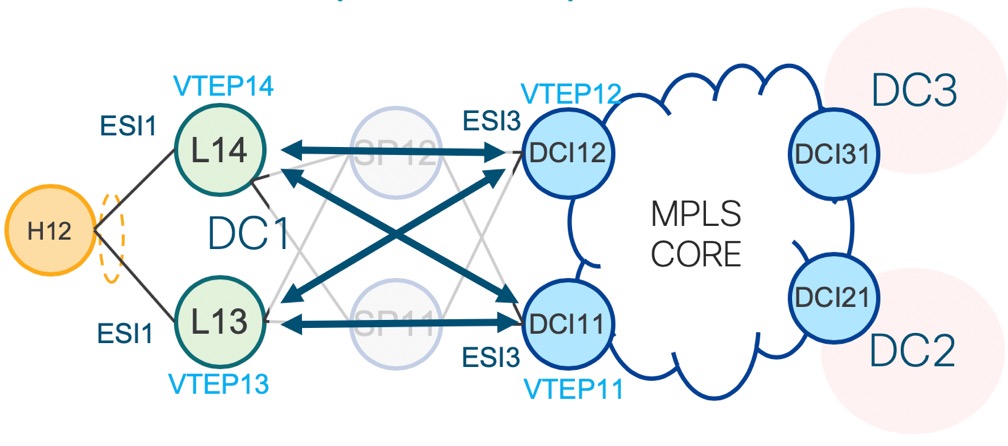 VTEP14
VTEP12
DC3
ESI1
ESI3
L14
SP12
DCI12
DCI31
H12
DC1
MPLS
CORE
L13
SP11
DCI11
DCI21
ESI1
ESI3
DC2
VTEP13
VTEP11